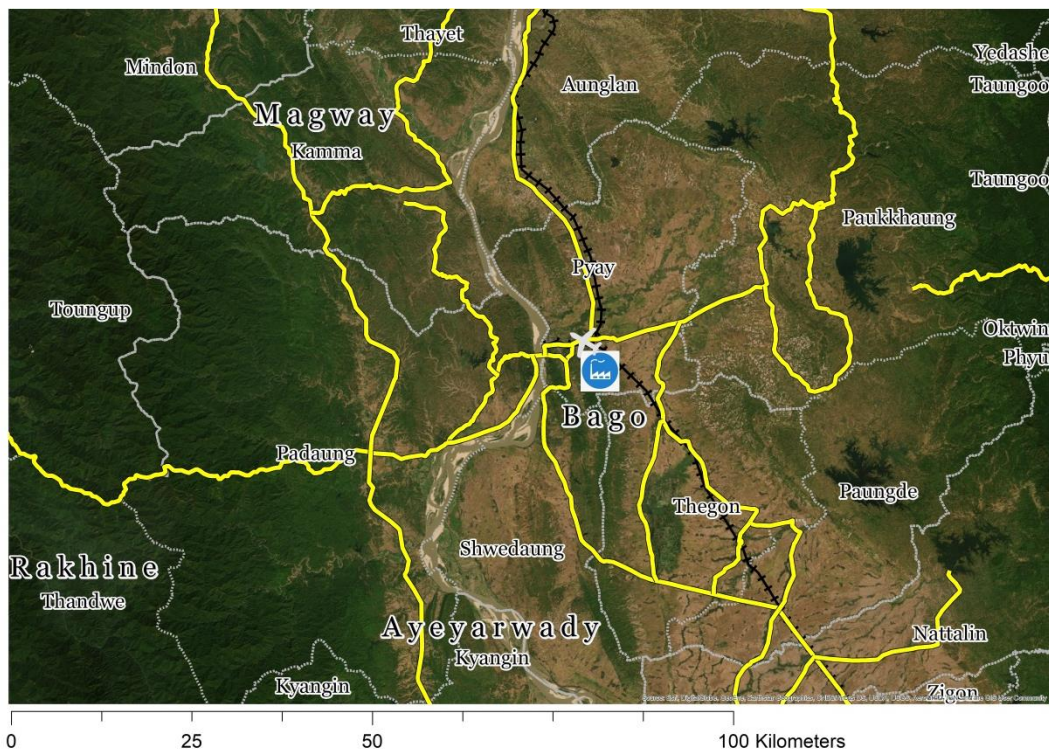 Thayet
Mindon
Aunglan
Yedashe
Taungoo
Magway
Kamma
Taungoo
Paukkhaung
Pyay
Toungup
Oktwin
Phyu
Bago
Padaung
Thegon
Paungde
Shwedaung
Rakhine
Thandwe
Ayeyarwady
Nattalin
Kyangin
Kyangin
Zigon
0 25 50 100 Kilometers